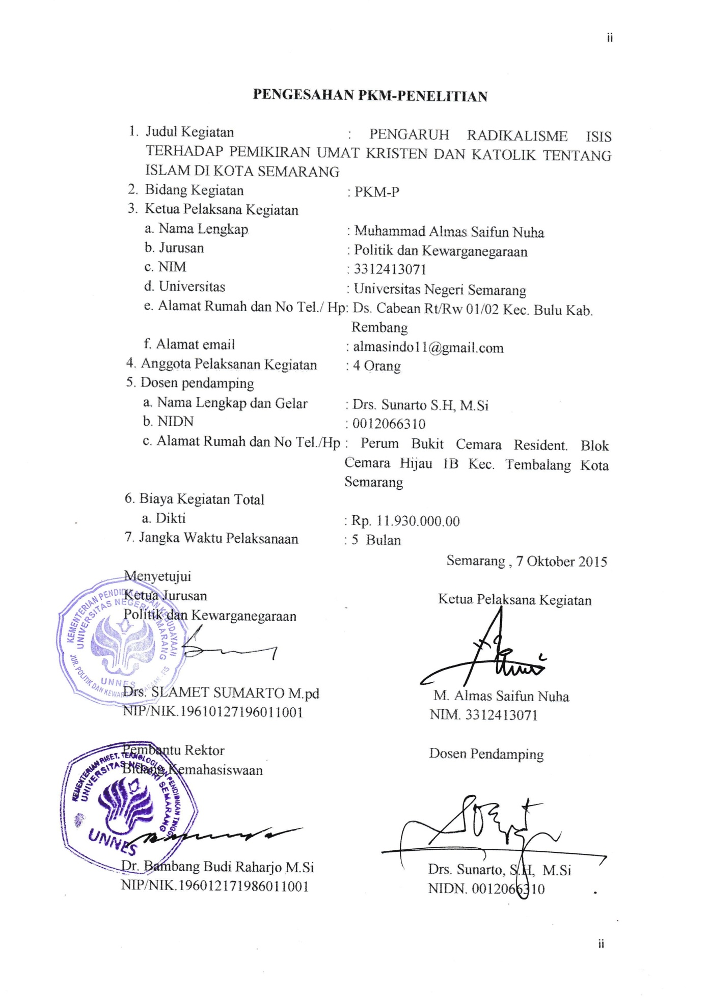 ii
PENGESAHAN PKM-PENELITIAN
1. Judul Kegiatan : PENGARUH RADIKALISME ISIS
TERHADAP PEMIKIRAN UMAT KRISTEN DAN KATOLIK TENTANG
ISLAM DI KOTA SEMARANG
2. Bidang Kegiatan : PKM-P
3. Ketua Pelaksana Kegiatan
a. Nama Lengkap : Muhammad Almas Saifun Nuha
b. Jurusan : Politik dan Kewarganegaraan
c. NIM : 3312413071
d. Universitas : Universitas Negeri Semarang
e. Alamat Rumah dan No Tel./ Hp: Ds. Cabean Rt/Rw 01/02 Kec. Bulu Kab.
Rembang
f. Alamat email : almasindo11@gmail.com
4. Anggota Pelaksanan Kegiatan : 4 Orang
5. Dosen pendamping
a. Nama Lengkap dan Gelar : Drs. Sunarto S.H, M.Si
b. NIDN : 0012066310
c. Alamat Rumah dan No Tel./Hp : Perum Bukit Cemara Resident. Blok
Cemara Hijau 1B Kec. Tembalang Kota
Semarang
6. Biaya Kegiatan Total
a. Dikti : Rp. 11.930.000.00
7. Jangka Waktu Pelaksanaan : 5 Bulan
Semarang , 7 Oktober 2015
Menyetujui
Ketua Jurusan
Politik dan Kewarganegaraan
Ketua Pelaksana Kegiatan
KEMENTERIAN PENDIDIKAN DAN KEBUDAYAAN
UNIVERSITAS NEGERI SEMARANG
UNNES
JUR. POLITIK DAN KEWARGANEGARAAN - FIS
Drs. SLAMET SUMARTO M.pd
NIP/NIK.19610127196011001
M. Almas Saifun Nuha
NIM. 3312413071
Pembantu Rektor
Bidang Kemahasiswaan
Dosen Pendamping
KEMENTERIAN RISET, TEKNOLOGI DAN PENDIDIKAN TINGGI
UNIVERSITAS NEGERI SEMARANG
UNNES
Dr. Bambang Budi Raharjo M.Si
NIP/NIK.196012171986011001
Drs. Sunarto, S.H, M.Si
NIDN. 0012066310
ii